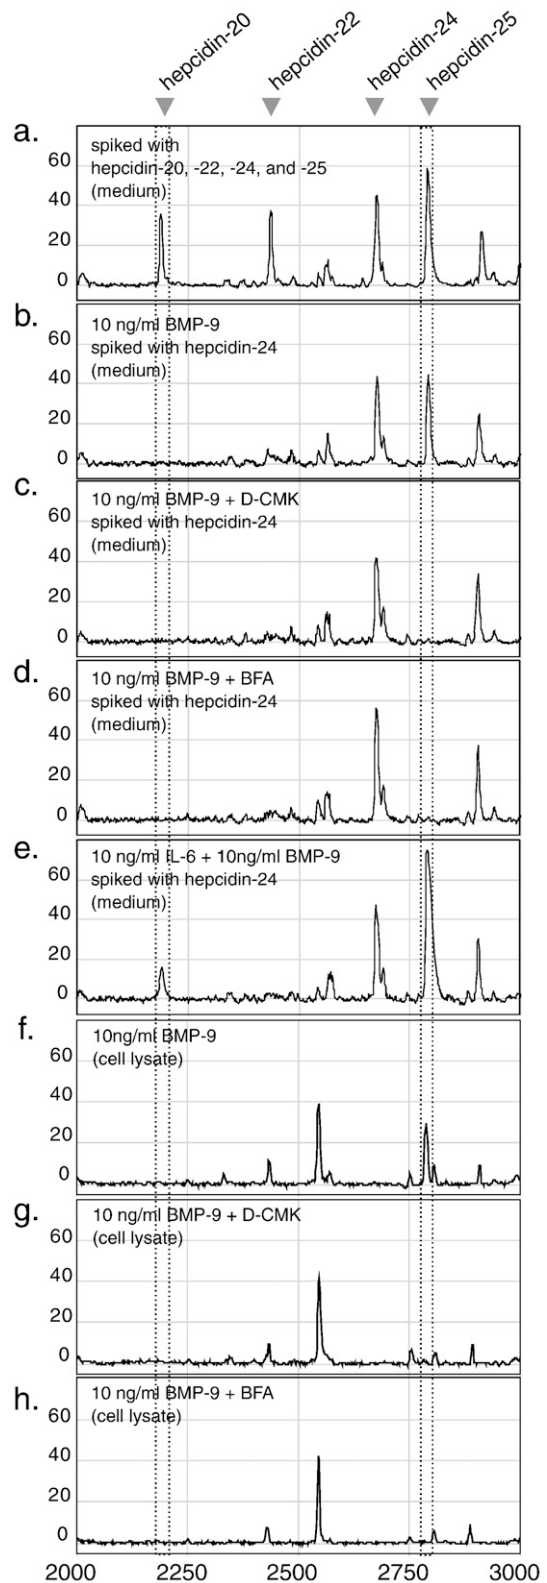 hepcidin-20
hepcidin-22
hepcidin-24
hepcidin-25
a.
spiked with
hepcidin-20, -22, -24, and -25
(medium)
60
40
20
0
b.
10 ng/ml BMP-9
spiked with hepcidin-24
(medium)
60
40
20
0
c.
10 ng/ml BMP-9 + D-CMK
spiked with hepcidin-24
(medium)
60
40
20
0
d.
10 ng/ml BMP-9 + BFA
spiked with hepcidin-24
(medium)
60
40
20
0
e.
10 ng/ml IL-6 + 10ng/ml BMP-9
spiked with hepcidin-24
(medium)
60
40
20
0
f.
10ng/ml BMP-9
(cell lysate)
60
40
20
0
g.
10 ng/ml BMP-9 + D-CMK
(cell lysate)
60
40
20
0
h.
10 ng/ml BMP-9 + BFA
(cell lysate)
60
40
20
0
2000 2250 2500 2750 3000